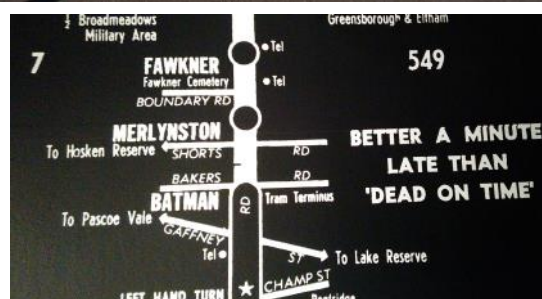 ½ Broadmeadows
Military Area
Greensborough & Eltham
7
549
FAWKNER
Fawkner Cemetery
Tel
Tel
BOUNDARY RD
MERLYNSTON
To Hosken Reserve
SHORTS RD
BAKERS RD
BATMAN
Tram Terminus
RD
To Pascoe Vale
GAFFNEY ST
To Lake Reserve
Tel
CHAMP ST
LEFT HAND TURN
BETTER A MINUTE
LATE THAN
'DEAD ON TIME'